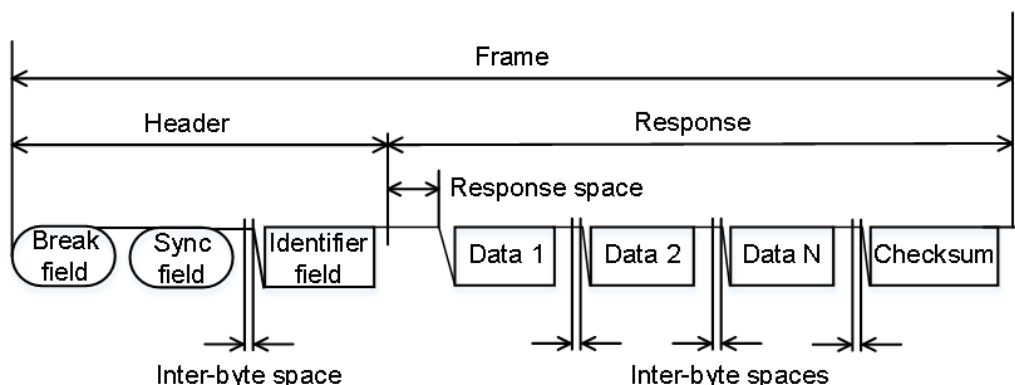 Frame
Header
Response
Response space
Break
field
Sync
field
Identifier
field
Data 1
Data 2
Data N
Checksum
Inter-byte space
Inter-byte spaces